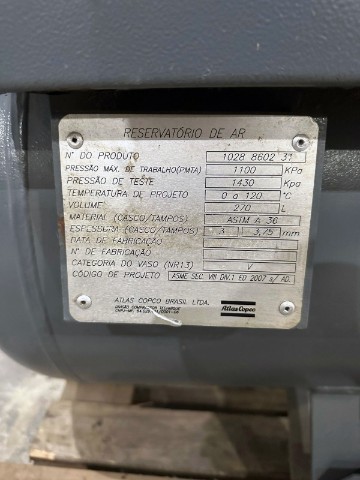 RESERVATÓRIO DE AR
N° DO PRODUTO 1028 8602 31
PRESSÃO MÁX. DE TRABALHO(PMTA) 1100 KPa
PRESSÃO DE TESTE 1430 Kpa
TEMPERATURA DE PROJETO 0 a 120 °C
VOLUME 270 L
MATERIAL (CASCO/TAMPOS) ASTM A 36
ESPESSURA (CASCO/TAMPOS) 3 3,75 mm
DATA DE FABRICAÇÃO
N° DE FABRICAÇÃO
CATEGORIA DO VASO (NR13) V
CÓDIGO DE PROJETO ASME SEC. VIII DIV.1 ED 2007 s/ AD.
ATLAS COPCO BRASIL LTDA.
Atlas Copco